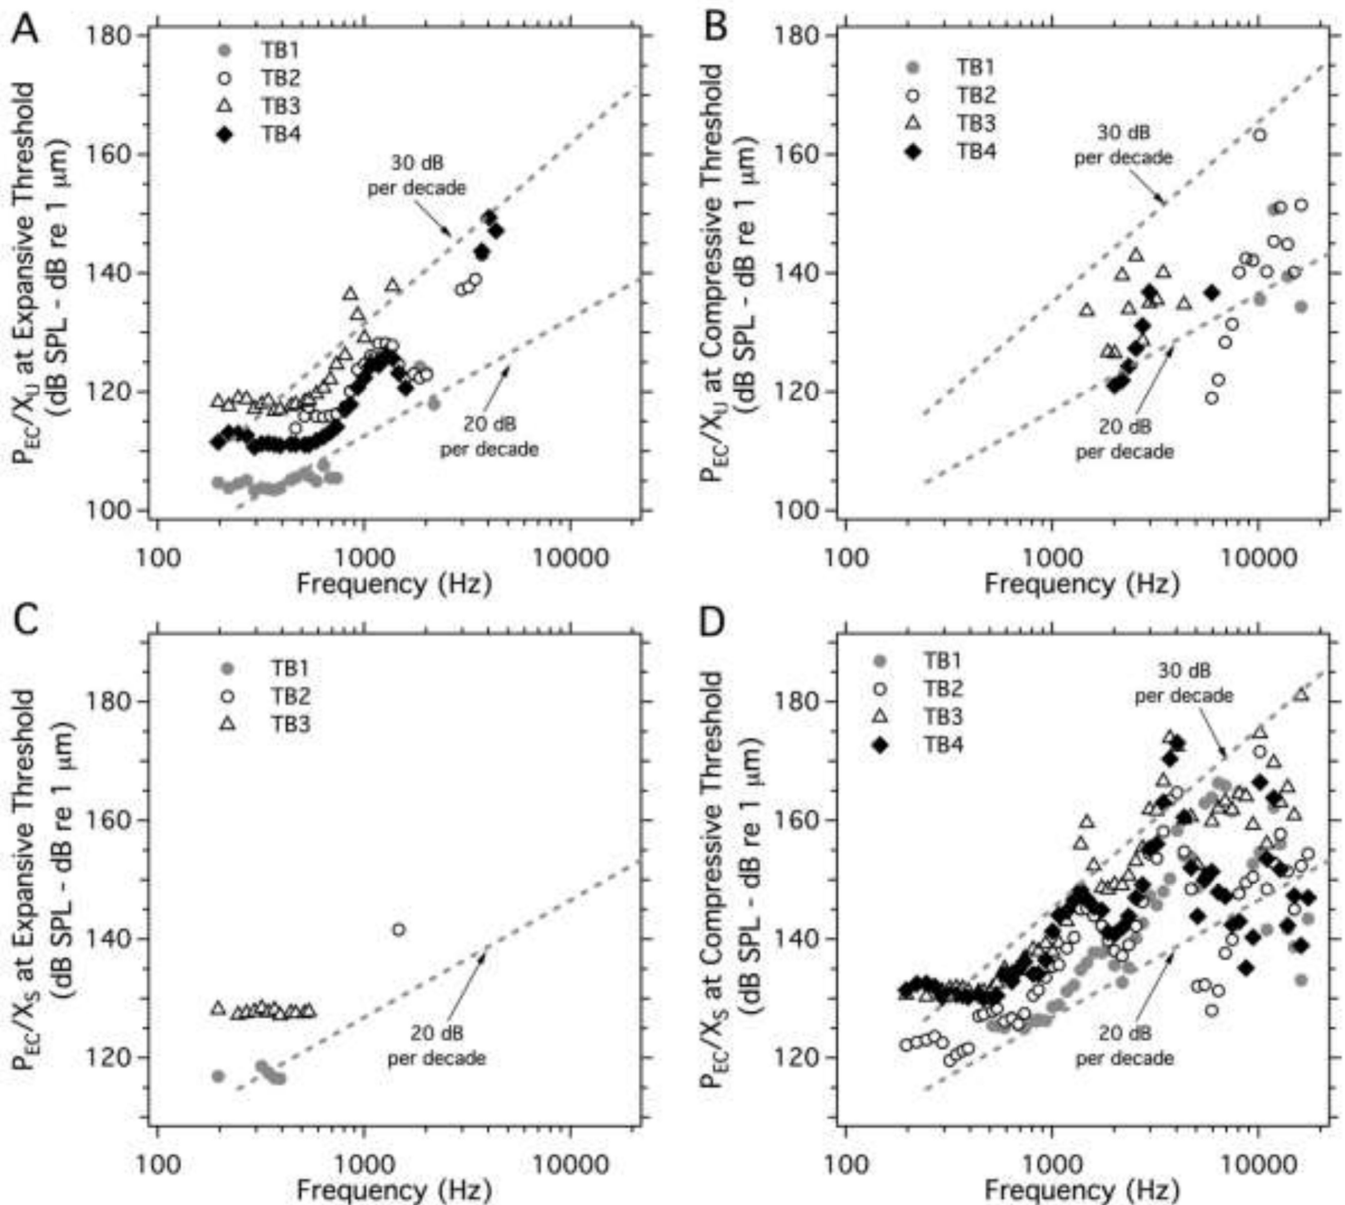 A
P_EC/X_U at Expansive Threshold
(dB SPL - dB re 1 μm)
180
160
140
120
100
TB1
TB2
TB3
TB4
30 dB
per decade
20 dB
per decade
100
1000
10000
Frequency (Hz)
B
P_EC/X_U at Compressive Threshold
(dB SPL - dB re 1 μm)
180
160
140
120
100
TB1
TB2
TB3
TB4
30 dB
per decade
20 dB
per decade
100
1000
10000
Frequency (Hz)
C
P_EC/X_S at Expansive Threshold
(dB SPL - dB re 1 μm)
180
160
140
120
TB1
TB2
TB3
20 dB
per decade
100
1000
10000
Frequency (Hz)
D
P_EC/X_S at Compressive Threshold
(dB SPL - dB re 1 μm)
180
160
140
120
TB1
TB2
TB3
TB4
30 dB
per decade
20 dB
per decade
100
1000
10000
Frequency (Hz)